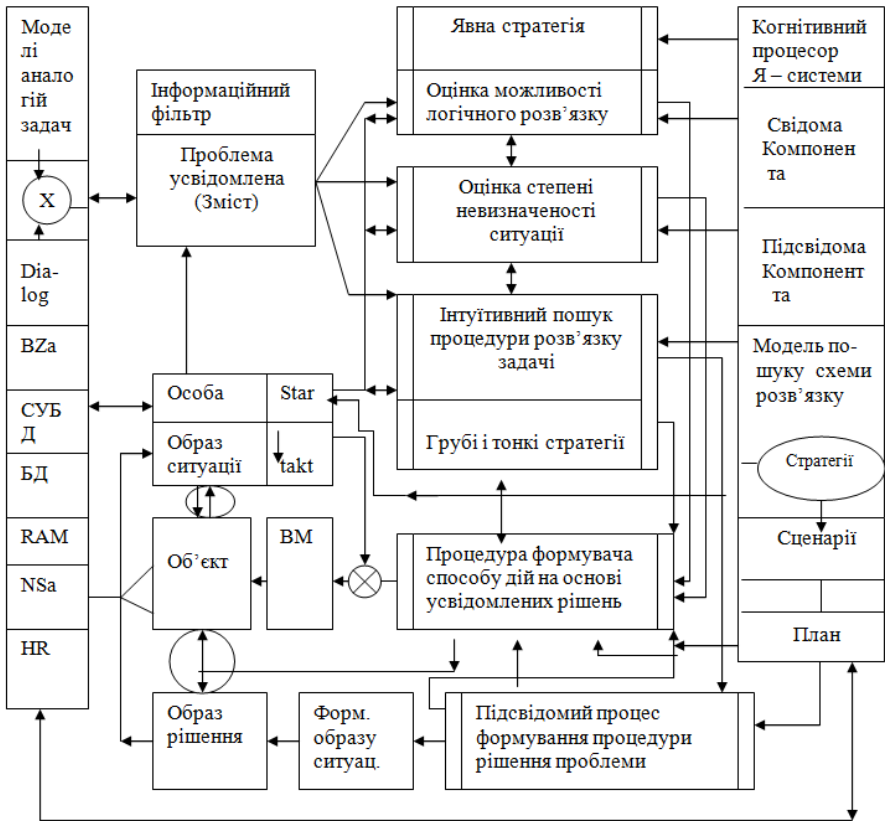 Моде
лі
анало
гій
задач
X
Dia-
log
BZa
СУБ
Д
БД
RAM
NSa
HR
Інформаційний
фільтр
Проблема
усвідомлена
(Зміст)
Особа
Star
Образ
ситуації
takt
Об’єкт
ВМ
Образ
рішення
Форм.
образу
ситуац.
Явна стратегія
Оцінка можливості
логічного розв’язку
Оцінка степені
невизначеності
ситуації
Інтуїтивний пошук
процедури розв’язку
задачі
Грубі і тонкі стратегії
Процедура формувача
способу дій на основі
усвідомлених рішень
Підсвідомий процес
формування процедури
рішення проблеми
Когнітивний
процесор
Я – системи
Свідома
Компонен
та
Підсвідома
Компонент
та
Модель по-
шуку схеми
розв’язку
Стратегії
Сценарії
План